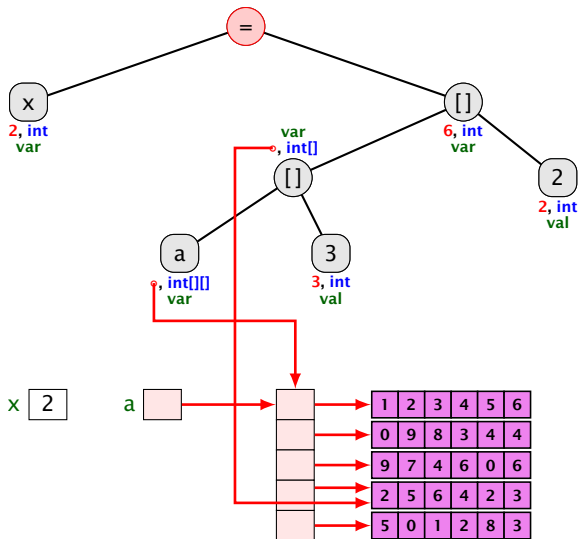 =
x
2, int
var
[]
6, int
var
var
, int[]
[]
2
2, int
val
a
, int[][]
var
3
3, int
val
x 2
a
1 2 3 4 5 6
0 9 8 3 4 4
9 7 4 6 0 6
2 5 6 4 2 3
5 0 1 2 8 3